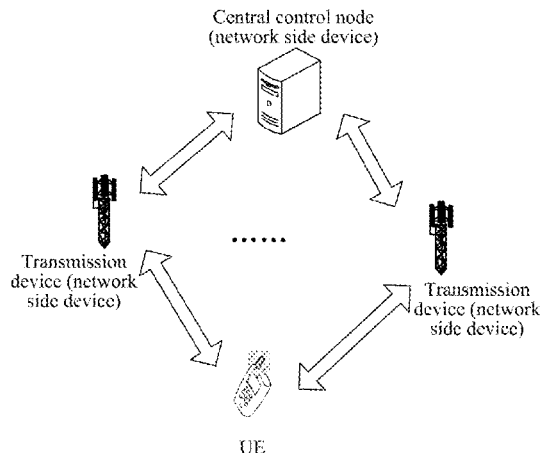 Central control node
(network side device)
......
Transmission
device (network
side device)
Transmission
device (network
side device)
UE